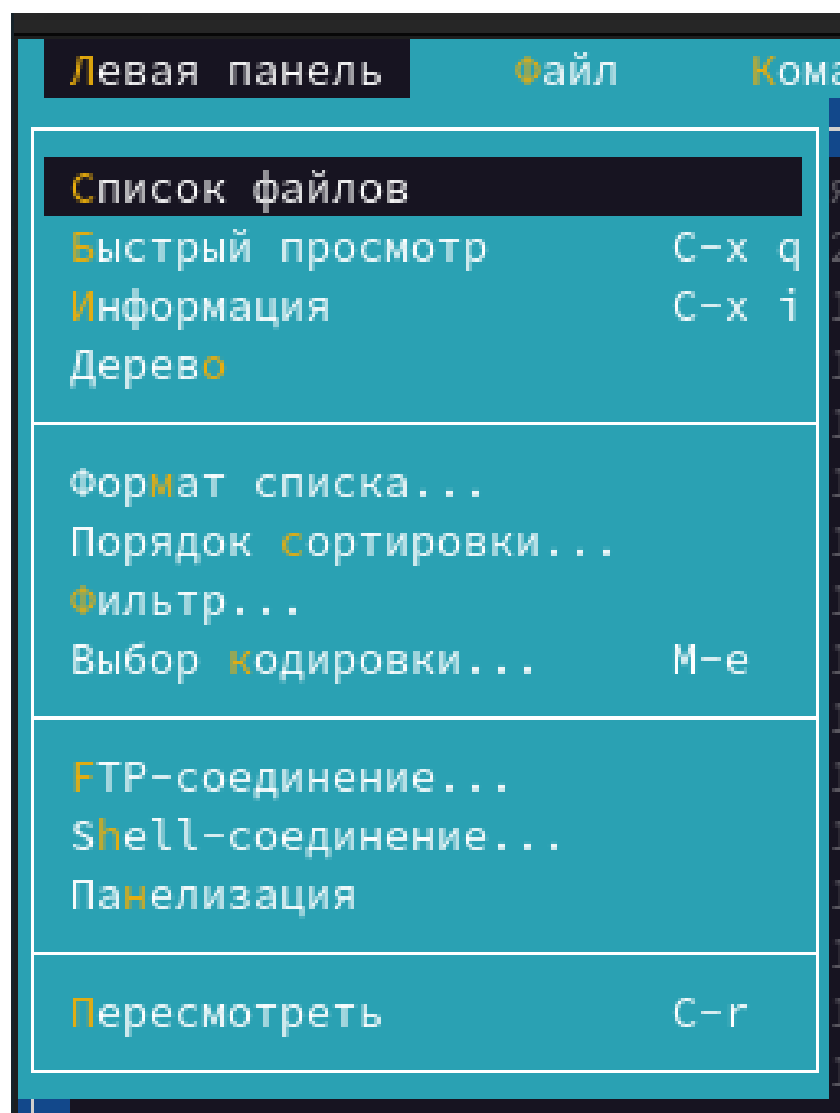 Левая панель Файл
Список файлов
Быстрый просмотр C-x q
Информация C-x i
Дерево
Формат списка...
Порядок сортировки...
Фильтр...
Выбор кодировки... M-e
FTP-соединение...
Shell-соединение...
Панелизация
Пересмотреть C-r